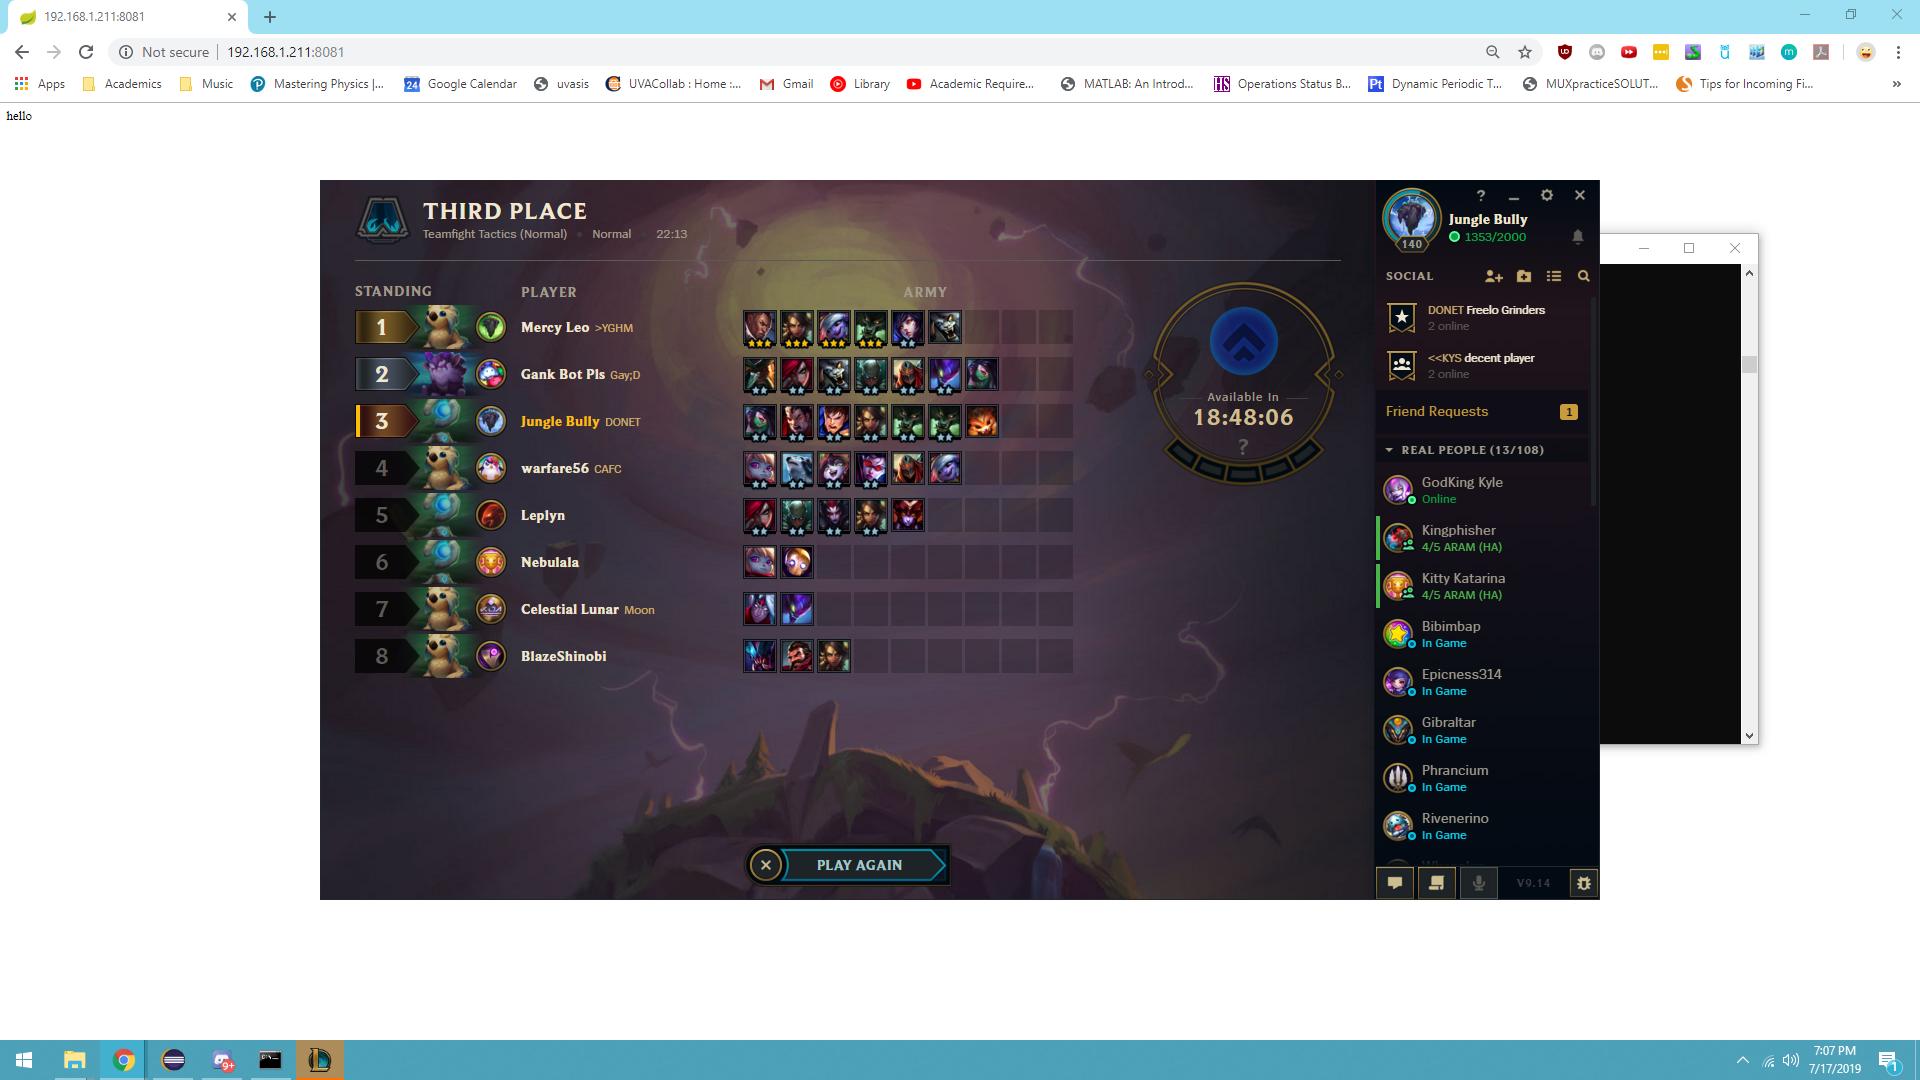 192.168.1.211:8081
Not secure 192.168.1.211:8081
Apps Academics Music Mastering Physics |... 24 Google Calendar uvasis UVACollab : Home :... Gmail Library Academic Require... MATLAB: An Introd... HS Operations Status B... Pt Dynamic Periodic T... MUXpracticeSOLUT... Tips for Incoming Fi... »
hello
THIRD PLACE
Teamfight Tactics (Normal) • Normal • 22:13
STANDING PLAYER ARMY
1 Mercy Leo >YGHM
2 Gank Bot Pls Gay;D
3 Jungle Bully DONET
4 warfare56 CAFC
5 Leplyn
6 Nebulala
7 Celestial Lunar Moon
8 BlazeShinobi
Available In
18:48:06
?
PLAY AGAIN
?
Jungle Bully
1353/2000
140
SOCIAL
DONET Freelo Grinders
2 online
<<KYS decent player
2 online
Friend Requests 1
REAL PEOPLE (13/108)
GodKing Kyle
Online
Kingphisher
4/5 ARAM (HA)
Kitty Katarina
4/5 ARAM (HA)
Bibimbap
In Game
Epicness314
In Game
Gibraltar
In Game
Phrancium
In Game
Rivenerino
In Game
V9.14
9+
7:07 PM
7/17/2019
1